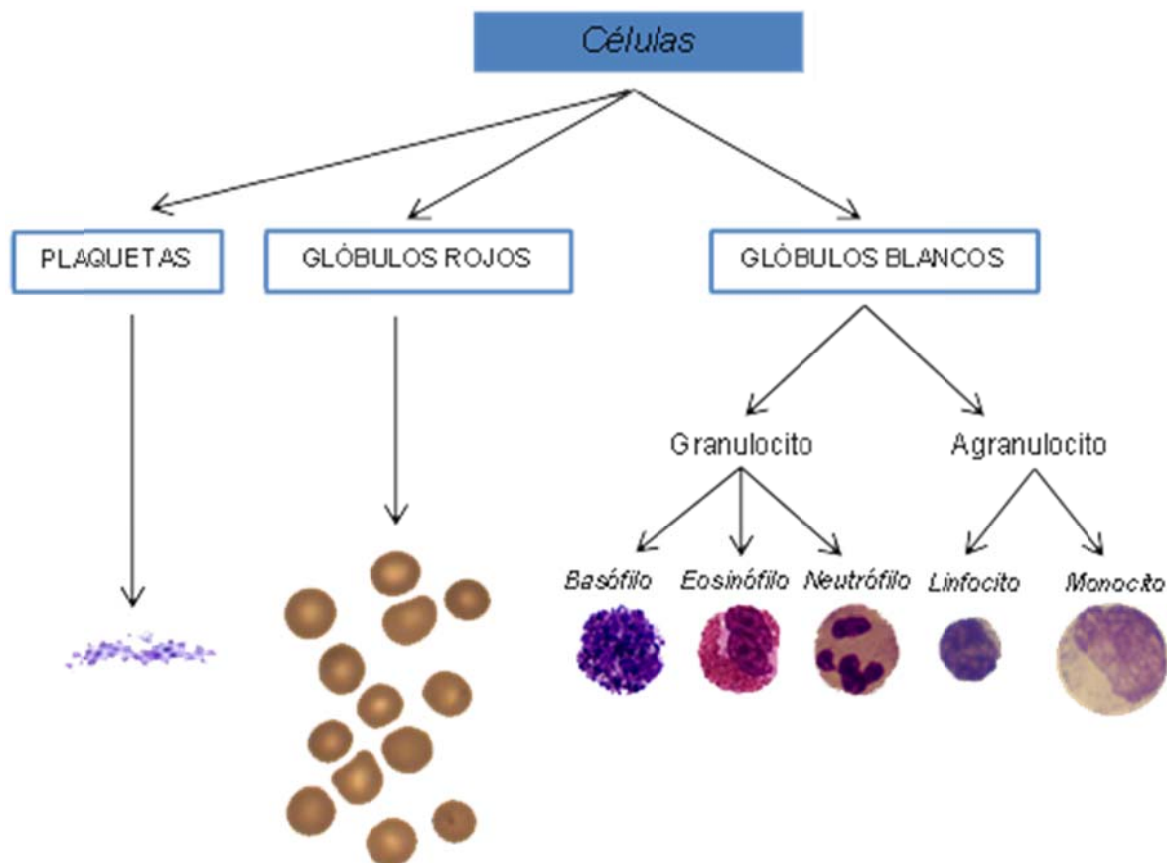 Células
PLAQUETAS
GLÓBULOS ROJOS
GLÓBULOS BLANCOS
Granulocito
Agranulocito
Basófilo
Eosinófilo
Neutrófilo
Linfocito
Monocito